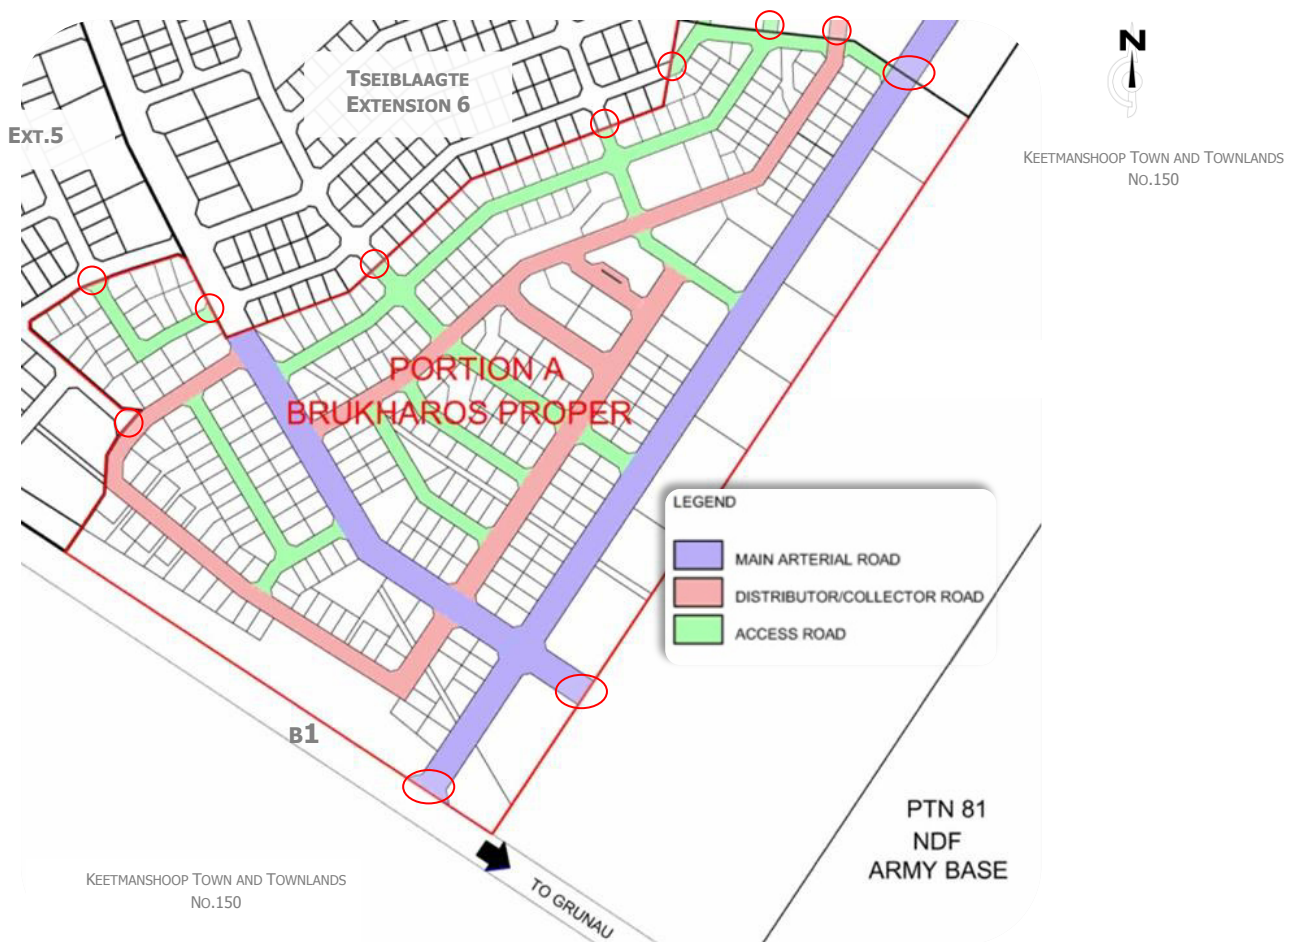 N
TSEIBLAAGTE
EXTENSION 6
EXT.5
KEETMANSHOOP TOWN AND TOWNLANDS
NO.150
PORTION A
BRUKHAROS PROPER
LEGEND
MAIN ARTERIAL ROAD
DISTRIBUTOR/COLLECTOR ROAD
ACCESS ROAD
B1
PTN 81
NDF
ARMY BASE
KEETMANSHOOP TOWN AND TOWNLANDS
NO.150
TO GRUNAU